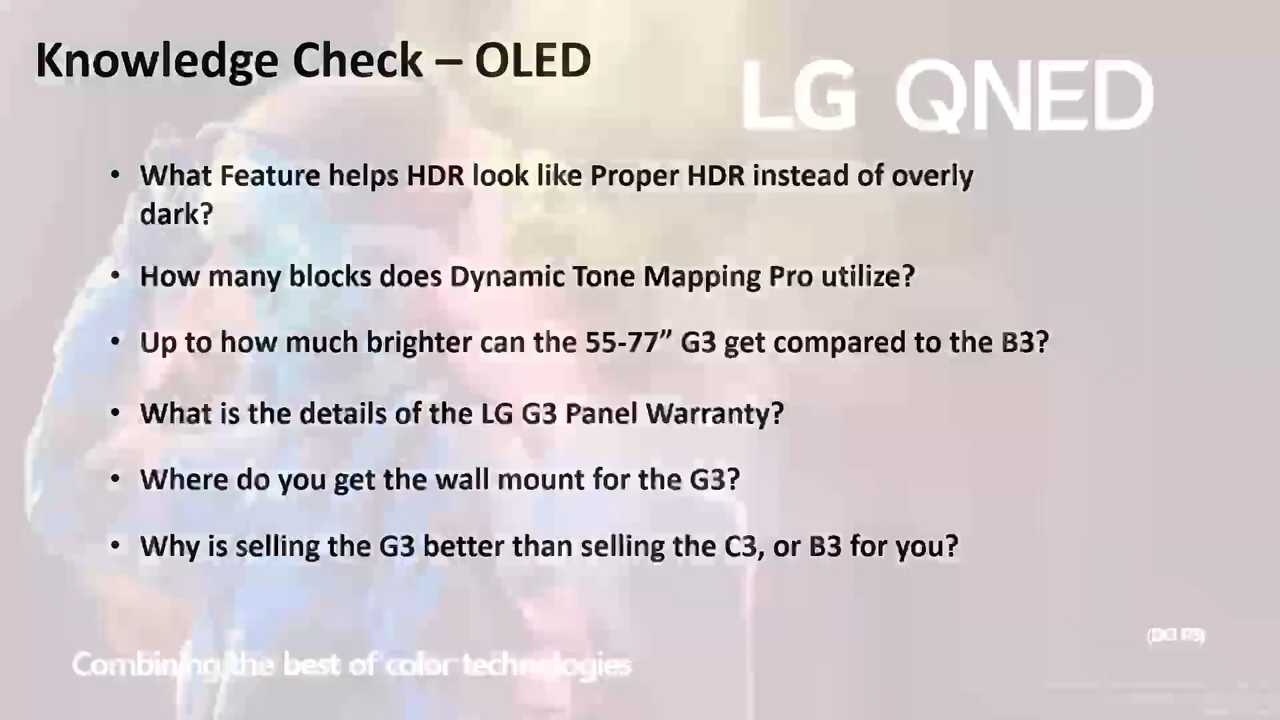 Knowledge Check – OLED
LG QNED
• What Feature helps HDR look like Proper HDR instead of overly
dark?
• How many blocks does Dynamic Tone Mapping Pro utilize?
• Up to how much brighter can the 55-77” G3 get compared to the B3?
• What is the details of the LG G3 Panel Warranty?
• Where do you get the wall mount for the G3?
• Why is selling the G3 better than selling the C3, or B3 for you?
Combining the best of color technologies